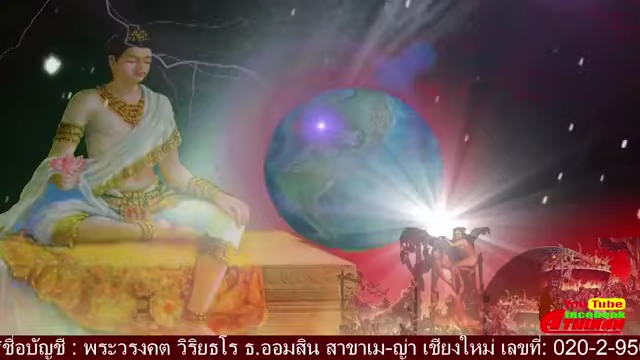 YouTube
facebook
ชื่อบัญชี : พระวรงคต วิริยธโร ธ.ออมสิน สาขาเม-ญ่า เชียงใหม่ เลขที่: 020-2-95